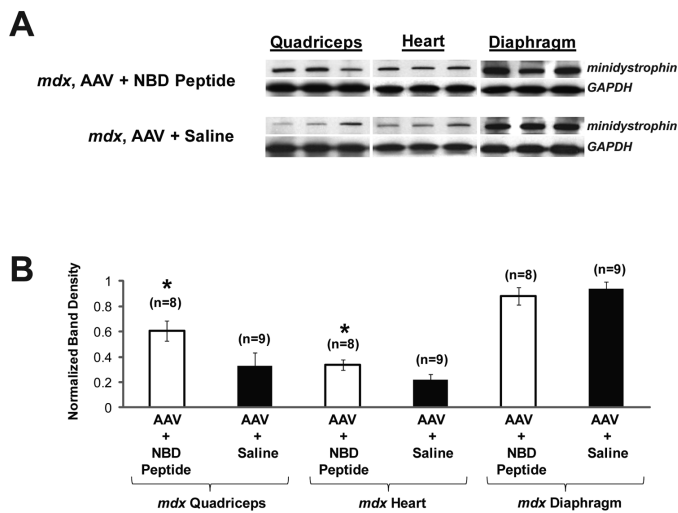 A
Quadriceps Heart Diaphragm
mdx, AAV + NBD Peptide
minidystrophin
GAPDH
mdx, AAV + Saline
minidystrophin
GAPDH
B
Normalized Band Density
1
0.8
0.6
0.4
0.2
0
*
(n=8)
(n=9)
*
(n=8)
(n=9)
(n=8)
(n=9)
AAV AAV AAV AAV AAV AAV
+ + + + + +
NBD Saline NBD Saline NBD Saline
Peptide Peptide Peptide
mdx Quadriceps mdx Heart mdx Diaphragm